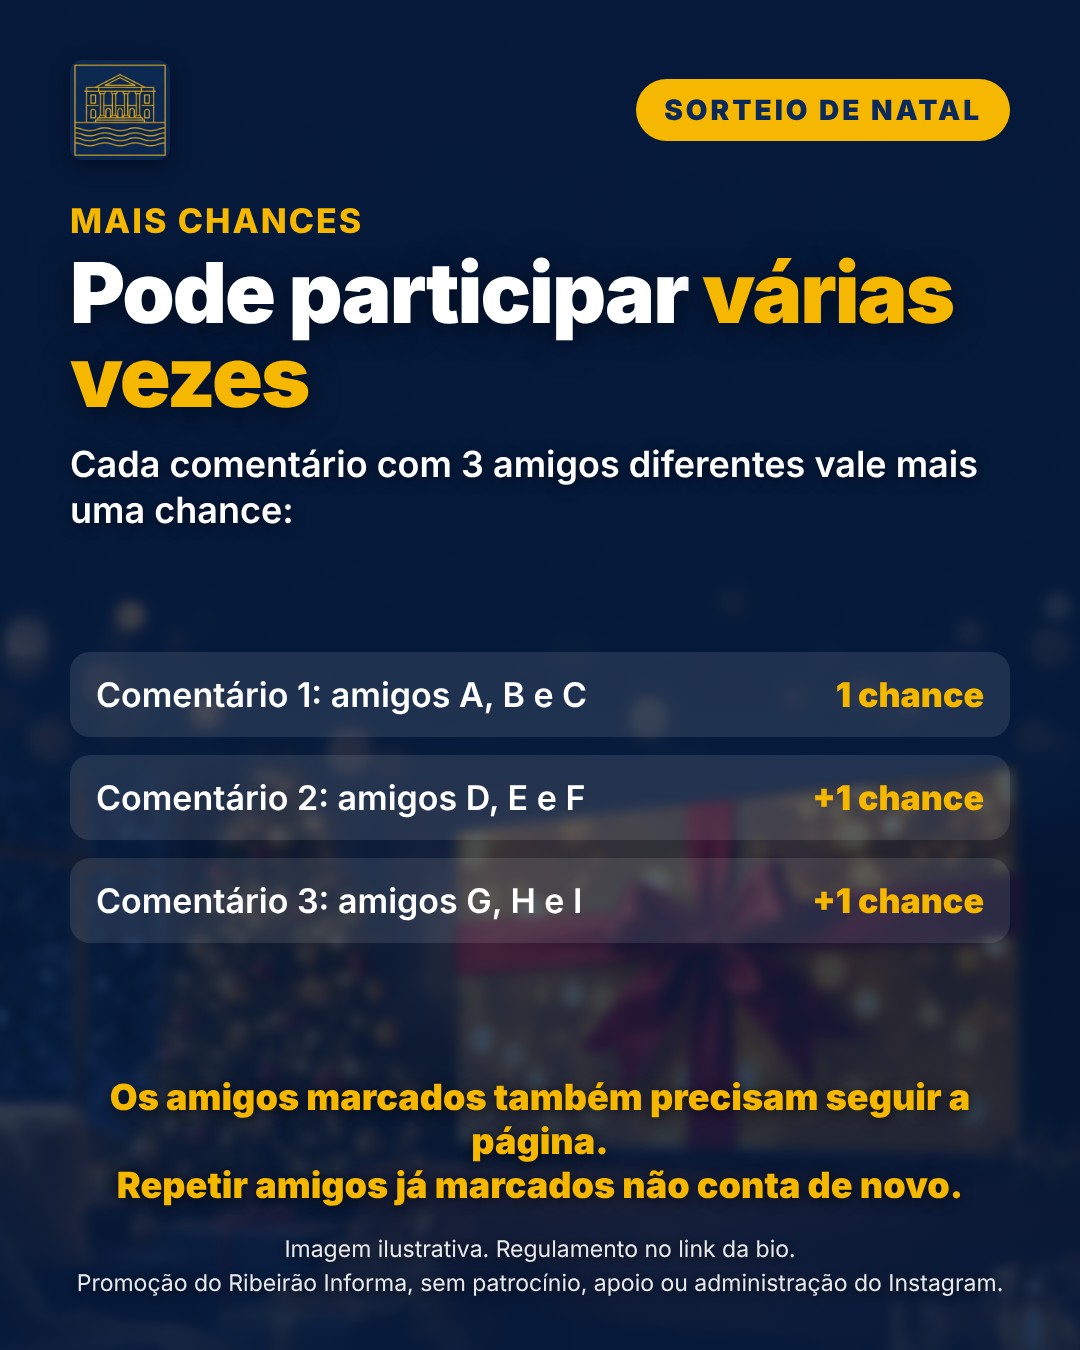 SORTEIO DE NATAL
MAIS CHANCES
Pode participar várias
vezes
Cada comentário com 3 amigos diferentes vale mais
uma chance:
Comentário 1: amigos A, B e C 1 chance
Comentário 2: amigos D, E e F +1 chance
Comentário 3: amigos G, H e I +1 chance
Os amigos marcados também precisam seguir a
página.
Repetir amigos já marcados não conta de novo.
Imagem ilustrativa. Regulamento no link da bio.
Promoção do Ribeirão Informa, sem patrocínio, apoio ou administração do Instagram.